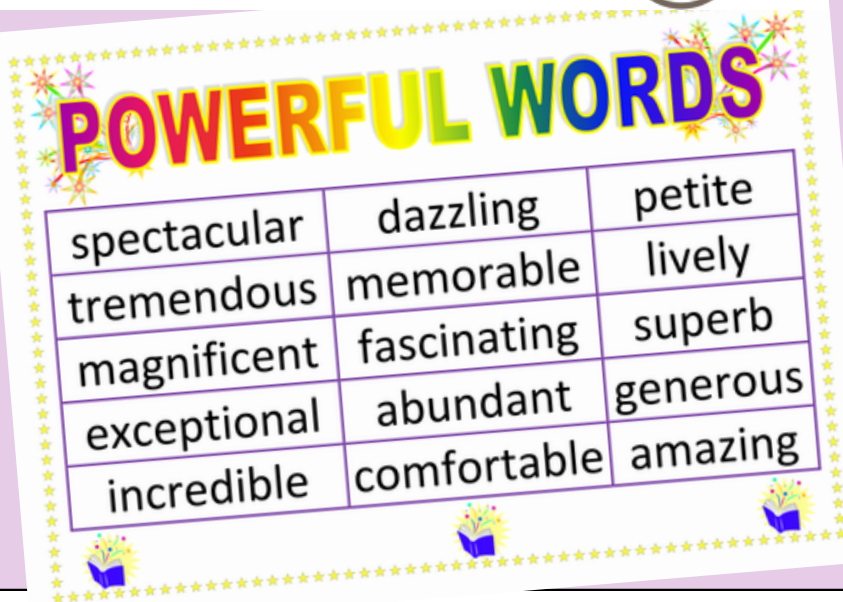 POWERFUL WORDS
spectacular dazzling petite
tremendous memorable lively
magnificent fascinating superb
exceptional abundant generous
incredible comfortable amazing